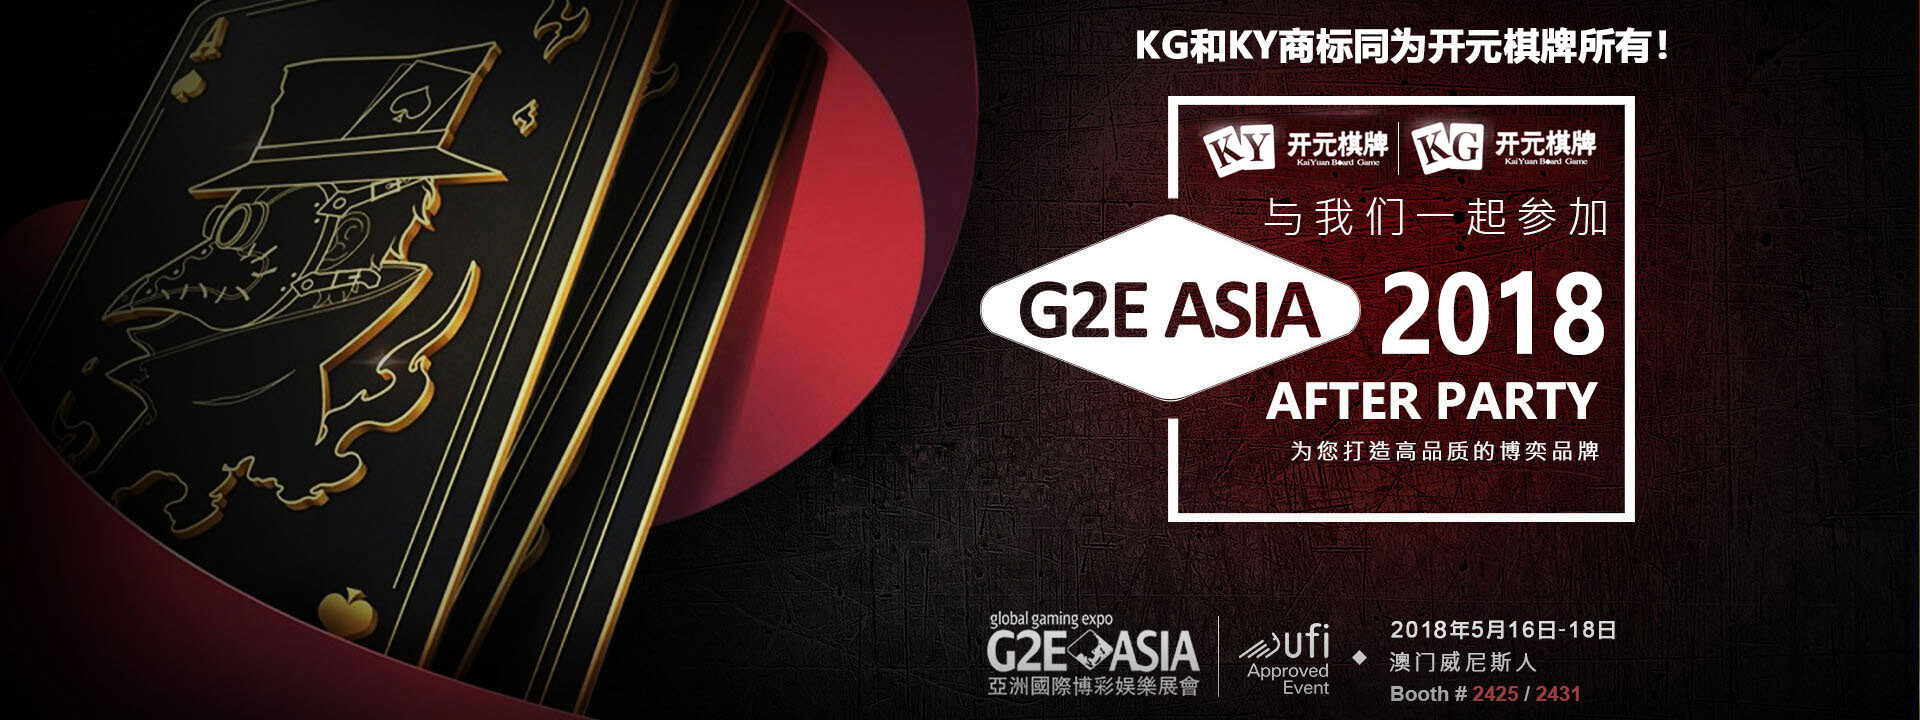 A
KG和KY商标同为开元棋牌所有！
KY 开元棋牌 KaiYuan Board Game
KG 开元棋牌 KaiYuan Board Game
与我们一起参加
G2E ASIA 2018
AFTER PARTY
为您打造高品质的博奕品牌
global gaming expo
G2E ASIA
亞洲國際博彩娛樂展會
ufi
Approved
Event
2018年5月16日-18日
澳门威尼斯人
Booth # 2425 / 2431